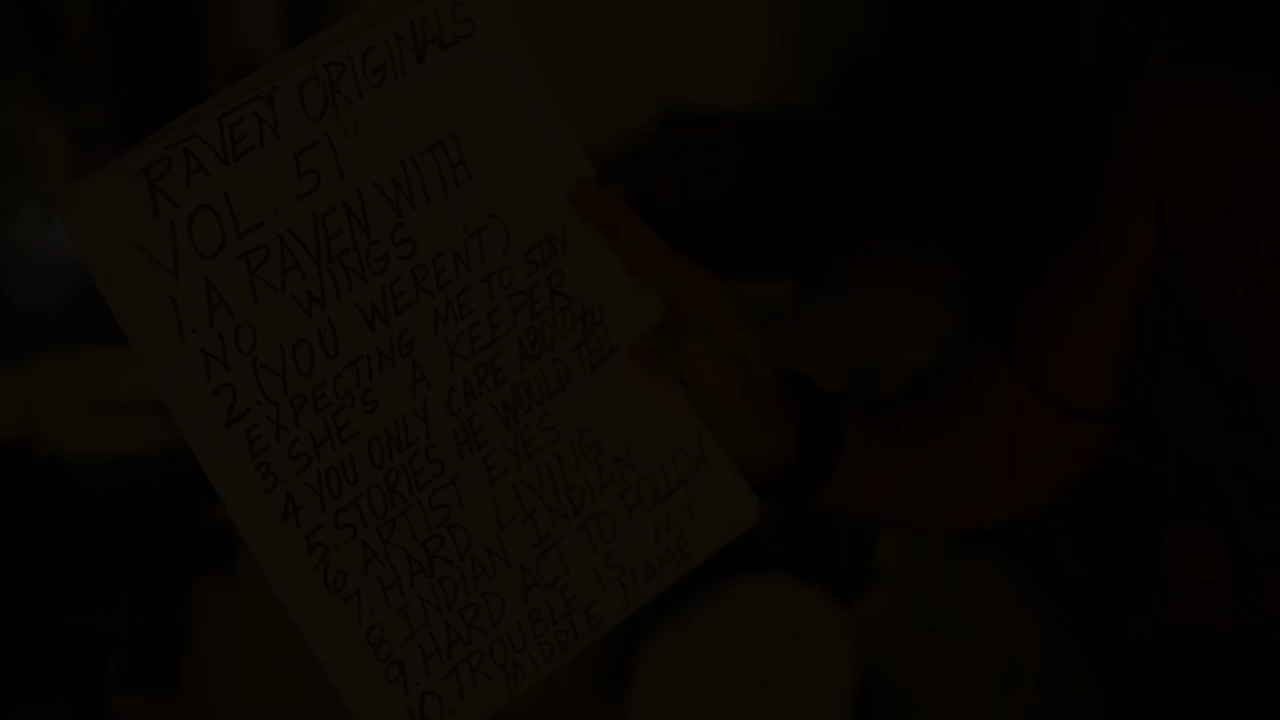 RAVEN ORIGINALS
VOL. 51
1. A RAVEN WITH
NO WINGS
2. (YOU WERENT)
EXPECTING ME TO STAY
3. SHE'S A KEEPER
4. YOU ONLY CARE ABOUT U
5. STORIES HE WOULD TELL
6. ARTIST EYES
7. HARD LIVING
8. INDIAN INDIAN
9. HARD ACT TO FOLLOW
10 TROUBLE IS MY
MIDDLE NAME